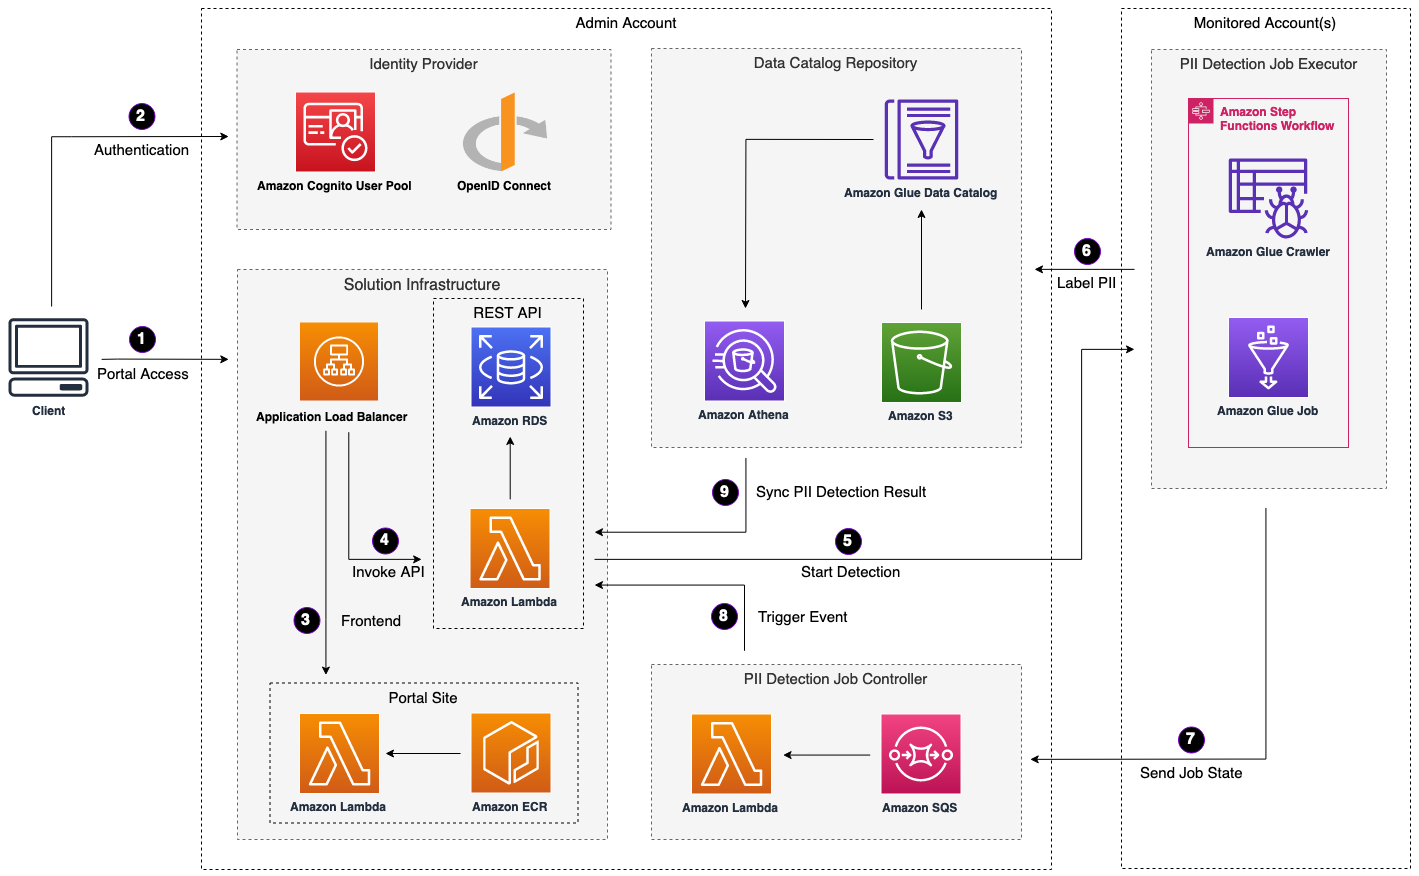 Admin Account
Monitored Account(s)
Identity Provider
Data Catalog Repository
PII Detection Job Executor
2
Authentication
Amazon Cognito User Pool
OpenID Connect
Amazon Glue Data Catalog
Amazon Step
Functions Workflow
Amazon Glue Crawler
6
Label PII
Solution Infrastructure
REST API
1
Portal Access
Client
Application Load Balancer
Amazon RDS
Amazon Athena
Amazon S3
Amazon Glue Job
9
Sync PII Detection Result
4
Invoke API
5
Start Detection
Amazon Lambda
3
Frontend
8
Trigger Event
Portal Site
PII Detection Job Controller
7
Send Job State
Amazon Lambda
Amazon ECR
Amazon Lambda
Amazon SQS